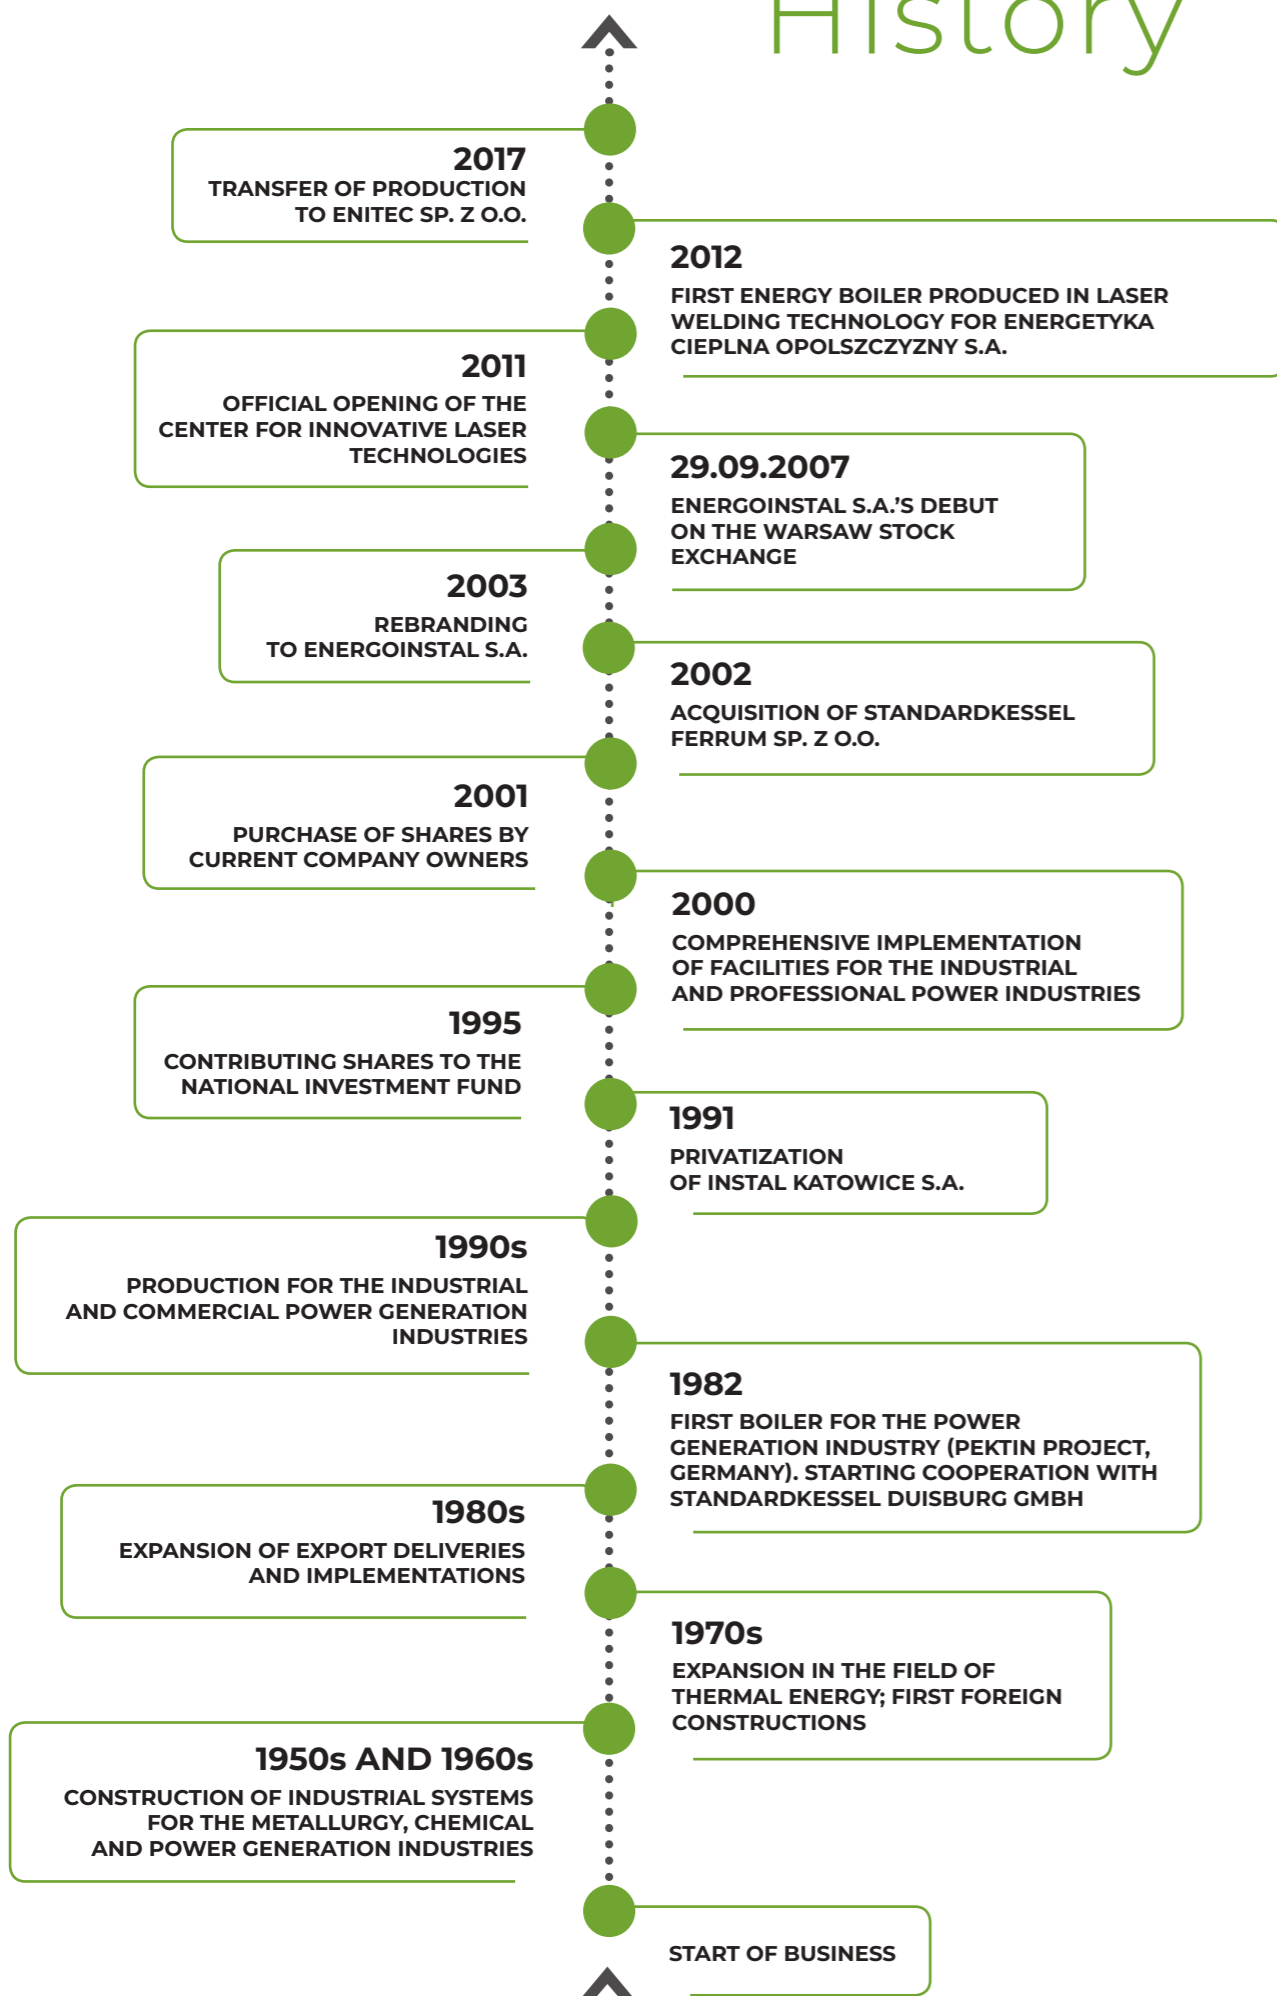 History
2017
TRANSFER OF PRODUCTION
TO ENITEC SP. Z O.O.
2012
FIRST ENERGY BOILER PRODUCED IN LASER
WELDING TECHNOLOGY FOR ENERGETYKA
CIEPLNA OPOLSZCZYZNY S.A.
2011
OFFICIAL OPENING OF THE
CENTER FOR INNOVATIVE LASER
TECHNOLOGIES
29.09.2007
ENERGOINSTAL S.A.’S DEBUT
ON THE WARSAW STOCK
EXCHANGE
2003
REBRANDING
TO ENERGOINSTAL S.A.
2002
ACQUISITION OF STANDARDKESSEL
FERRUM SP. Z O.O.
2001
PURCHASE OF SHARES BY
CURRENT COMPANY OWNERS
2000
COMPREHENSIVE IMPLEMENTATION
OF FACILITIES FOR THE INDUSTRIAL
AND PROFESSIONAL POWER INDUSTRIES
1995
CONTRIBUTING SHARES TO THE
NATIONAL INVESTMENT FUND
1991
PRIVATIZATION
OF INSTAL KATOWICE S.A.
1990s
PRODUCTION FOR THE INDUSTRIAL
AND COMMERCIAL POWER GENERATION
INDUSTRIES
1982
FIRST BOILER FOR THE POWER
GENERATION INDUSTRY (PEKTIN PROJECT,
GERMANY). STARTING COOPERATION WITH
STANDARDKESSEL DUISBURG GMBH
1980s
EXPANSION OF EXPORT DELIVERIES
AND IMPLEMENTATIONS
1970s
EXPANSION IN THE FIELD OF
THERMAL ENERGY; FIRST FOREIGN
CONSTRUCTIONS
1950s AND 1960s
CONSTRUCTION OF INDUSTRIAL SYSTEMS
FOR THE METALLURGY, CHEMICAL
AND POWER GENERATION INDUSTRIES
START OF BUSINESS